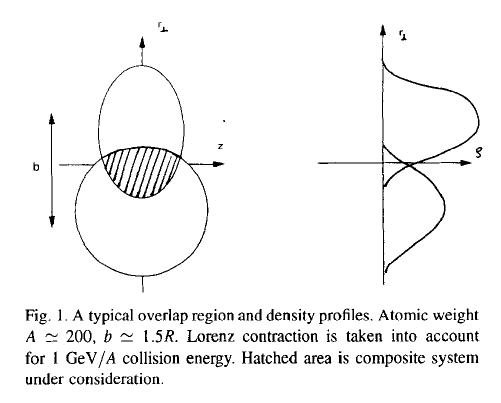 r⊥
r⊥
z
b
ρ
Fig. 1. A typical overlap region and density profiles. Atomic weight
A ≃ 200, b ≃ 1.5R. Lorenz contraction is taken into account
for 1 GeV/A collision energy. Hatched area is composite system
under consideration.